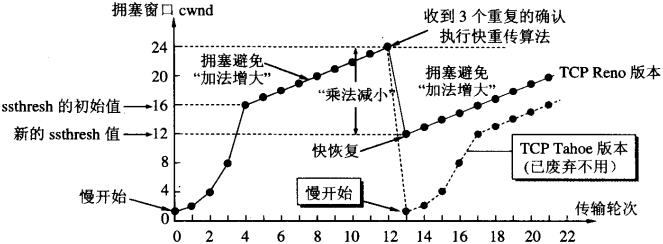 拥塞窗口 cwnd
收到 3 个重复的确认
执行快重传算法
24
拥塞避免
“加法增大”
20
拥塞避免
“加法增大”
TCP Reno 版本
“乘法减小”
ssthresh 的初始值
16
新的 ssthresh 值
12
快恢复
TCP Tahoe 版本
(已废弃不用)
8
慢开始
4
慢开始
0
传输轮次
0 2 4 6 8 10 12 14 16 18 20 22